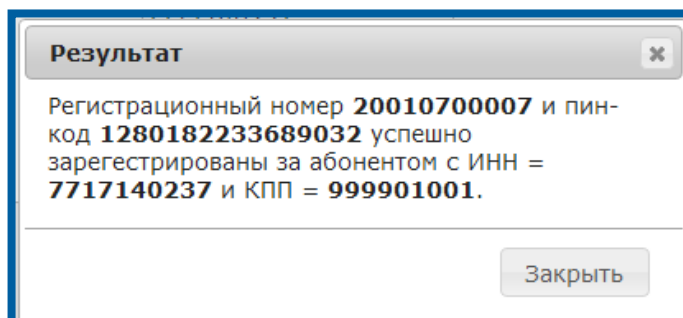 Результат
Регистрационный номер 20010700007 и пин-
код 1280182233689032 успешно
зарегестрированы за абонентом с ИНН =
7717140237 и КПП = 999901001.
Закрыть